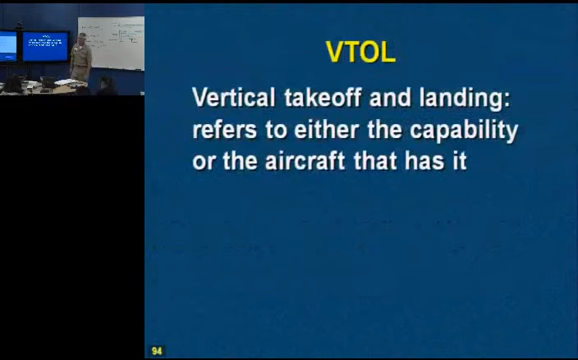 VTOL
Vertical takeoff and landing:
refers to either the capability
or the aircraft that has it
94